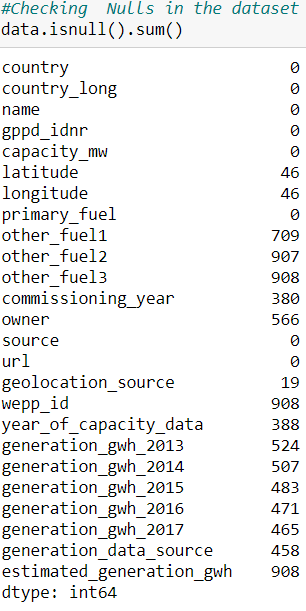 #Checking  Nulls in the dataset
data.isnull().sum()
country 0
country_long 0
name 0
gppd_idnr 0
capacity_mw 0
latitude 46
longitude 46
primary_fuel 0
other_fuel1 709
other_fuel2 907
other_fuel3 908
commissioning_year 380
owner 566
source 0
url 0
geolocation_source 19
wepp_id 908
year_of_capacity_data 388
generation_gwh_2013 524
generation_gwh_2014 507
generation_gwh_2015 483
generation_gwh_2016 471
generation_gwh_2017 465
generation_data_source 458
estimated_generation_gwh 908
dtype: int64